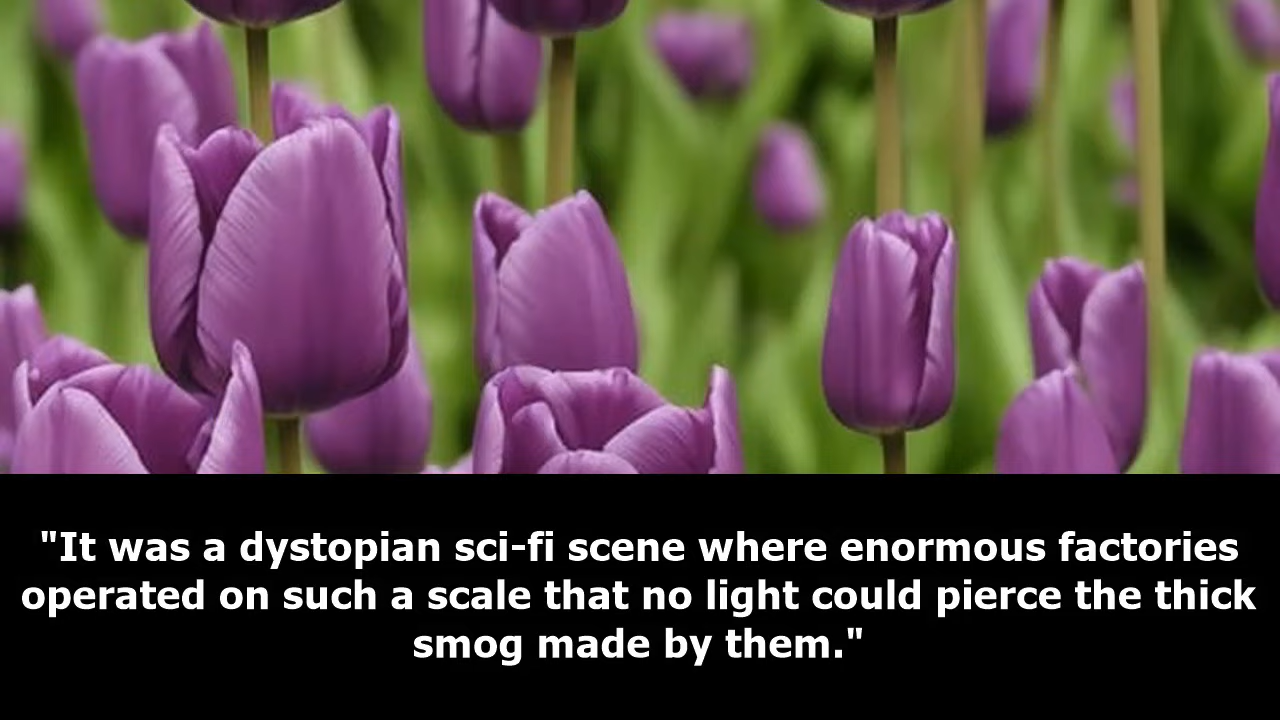 "It was a dystopian sci-fi scene where enormous factories
operated on such a scale that no light could pierce the thick
smog made by them."